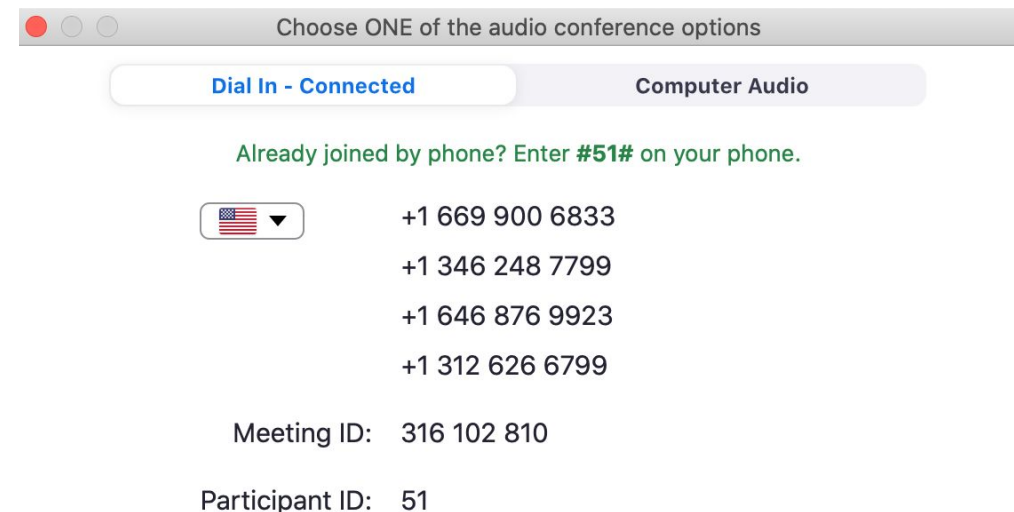 Choose ONE of the audio conference options
Dial In - Connected Computer Audio
Already joined by phone? Enter #51# on your phone.
+1 669 900 6833
+1 346 248 7799
+1 646 876 9923
+1 312 626 6799
Meeting ID: 316 102 810
Participant ID: 51